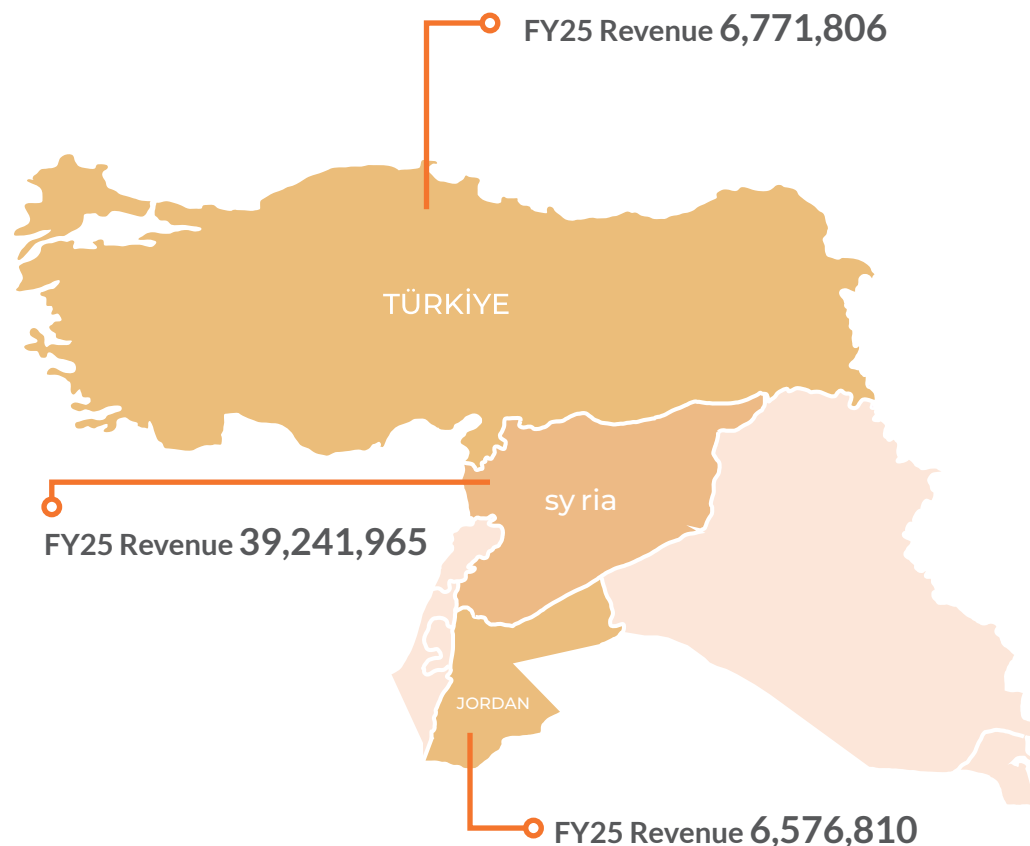 FY25 Revenue 6,771,806
TÜRKİYE
sy ria
FY25 Revenue 39,241,965
JORDAN
FY25 Revenue 6,576,810